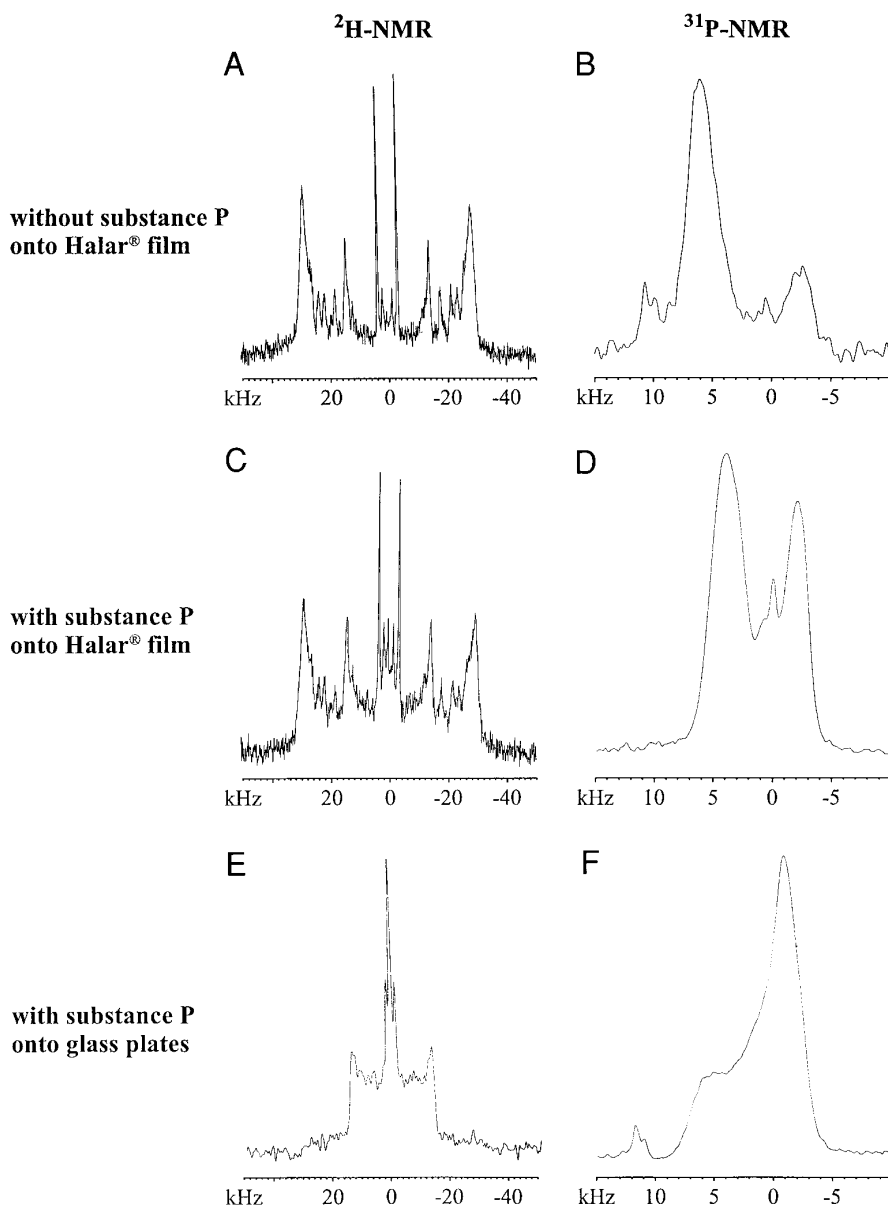 ²H-NMR ³¹P-NMR
A B
without substance P
onto Halar® film
kHz 20 0 -20 -40 kHz 10 5 0 -5
C D
with substance P
onto Halar® film
kHz 20 0 -20 -40 kHz 10 5 0 -5
E F
with substance P
onto glass plates
kHz 20 0 -20 -40 kHz 10 5 0 -5